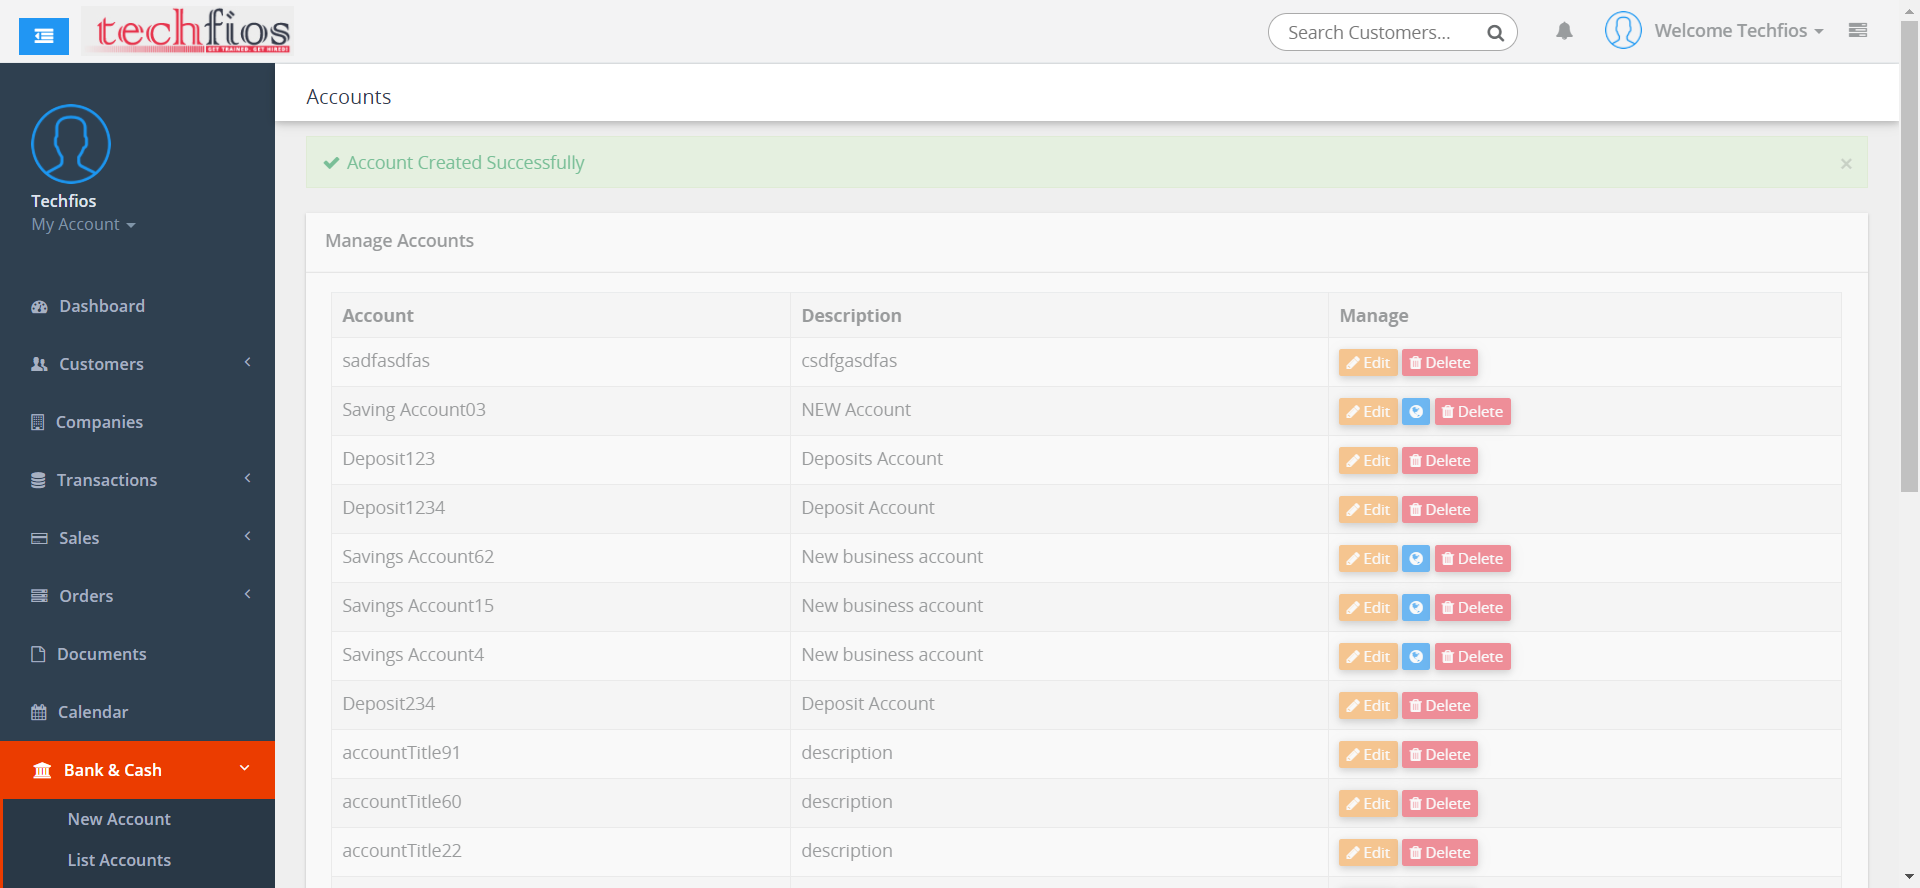 techfios
GET TRAINED. GET HIRED!
Search Customers...
Welcome Techfios
Accounts
Account Created Successfully
×
Techfios
My Account
Dashboard
Customers
Companies
Transactions
Sales
Orders
Documents
Calendar
Bank & Cash
New Account
List Accounts
Manage Accounts
Account Description Manage
sadfasdfas csdfgasdfas Edit Delete
Saving Account03 NEW Account Edit Delete
Deposit123 Deposits Account Edit Delete
Deposit1234 Deposit Account Edit Delete
Savings Account62 New business account Edit Delete
Savings Account15 New business account Edit Delete
Savings Account4 New business account Edit Delete
Deposit234 Deposit Account Edit Delete
accountTitle91 description Edit Delete
accountTitle60 description Edit Delete
accountTitle22 description Edit Delete